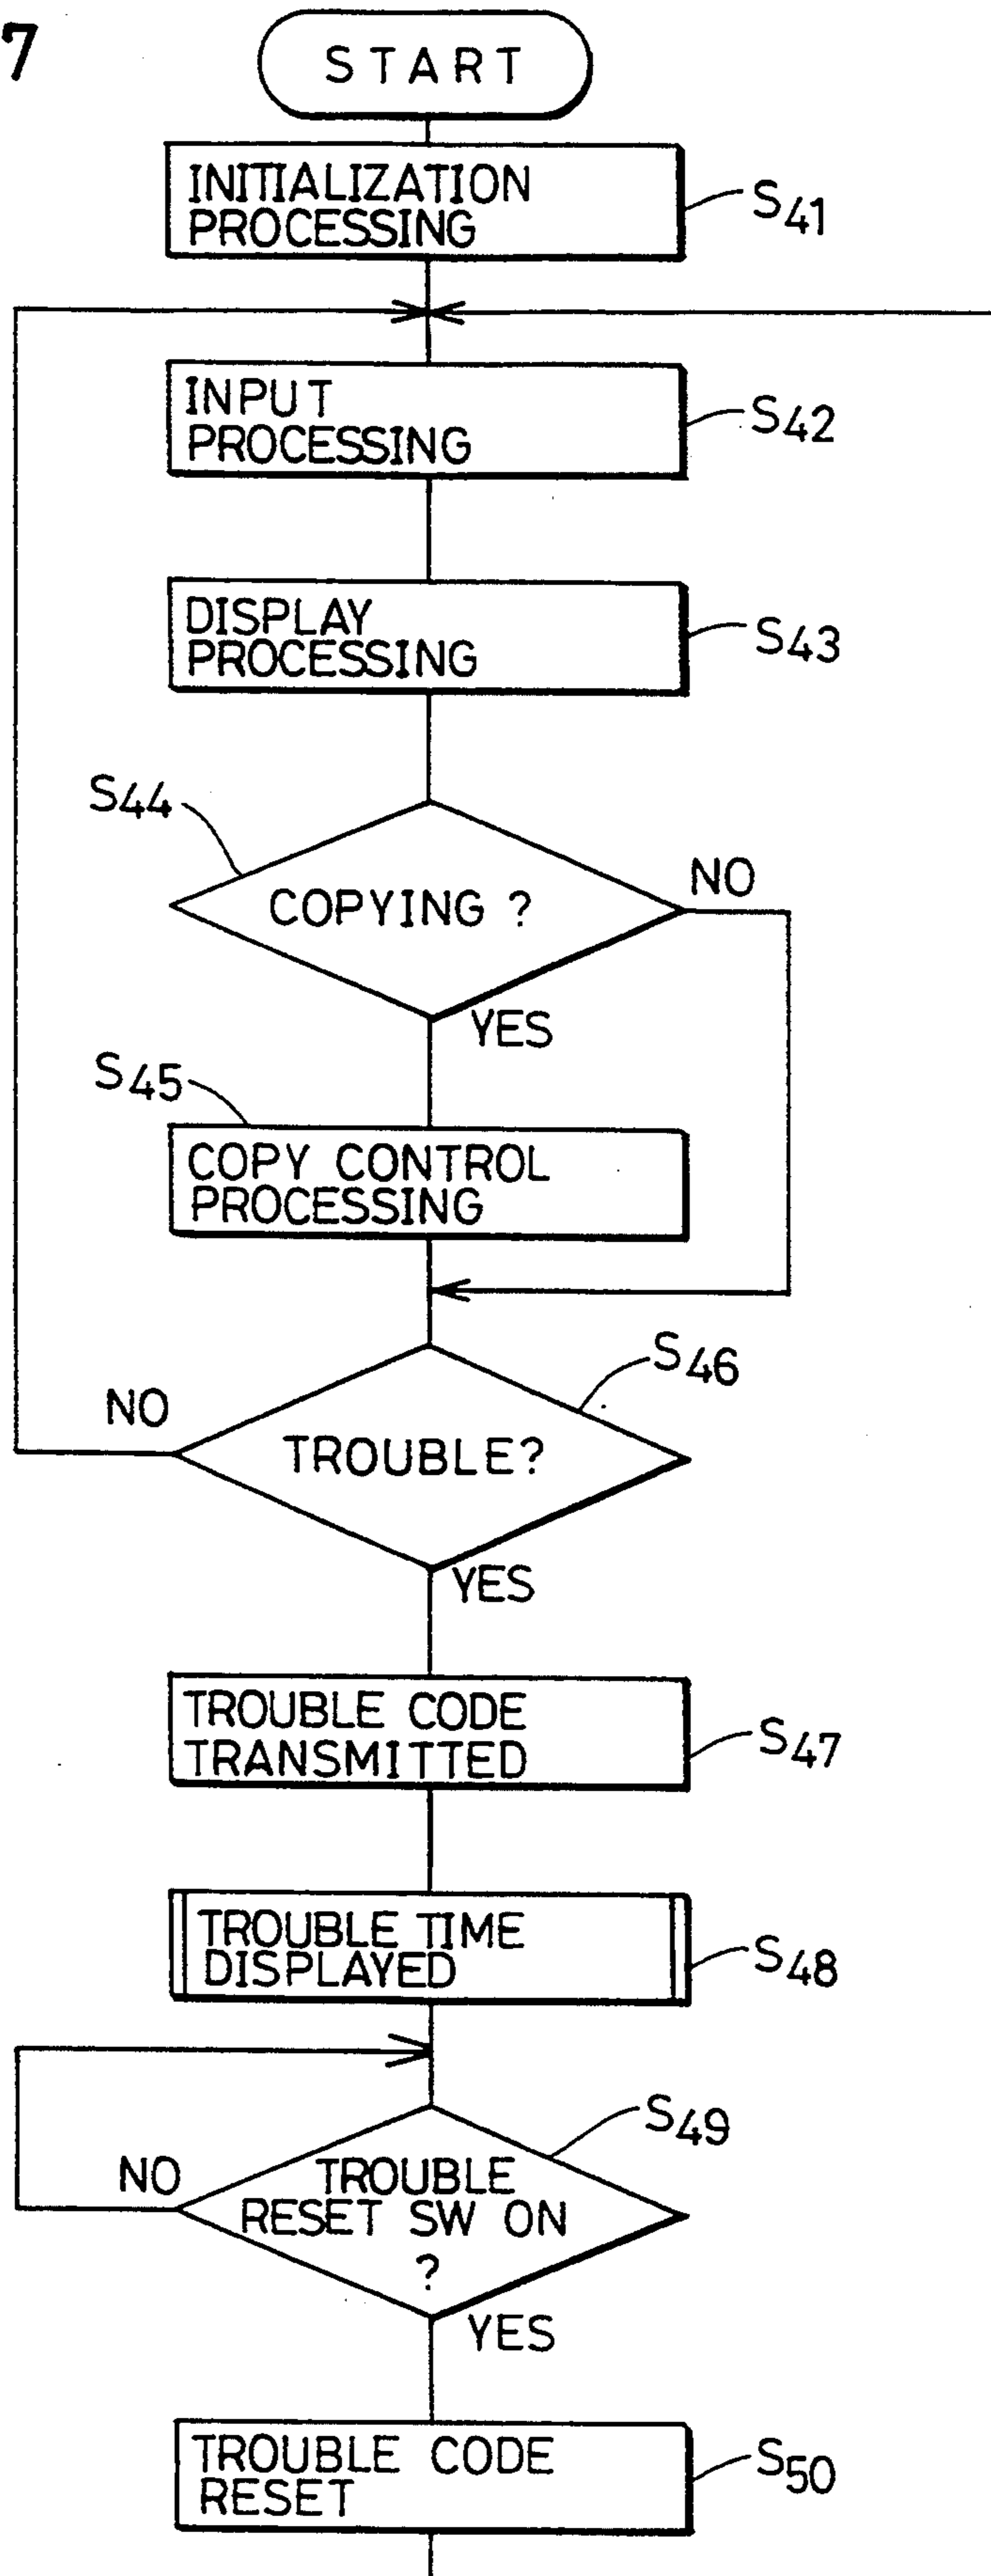 7
START
INITIALIZATION
PROCESSING
S41
INPUT
PROCESSING
S42
DISPLAY
PROCESSING
S43
S44
COPYING ?
NO
YES
S45
COPY CONTROL
PROCESSING
S46
NO
TROUBLE?
YES
TROUBLE CODE
TRANSMITTED
S47
TROUBLE TIME
DISPLAYED
S48
S49
NO
TROUBLE
RESET SW ON
?
YES
TROUBLE CODE
RESET
S50